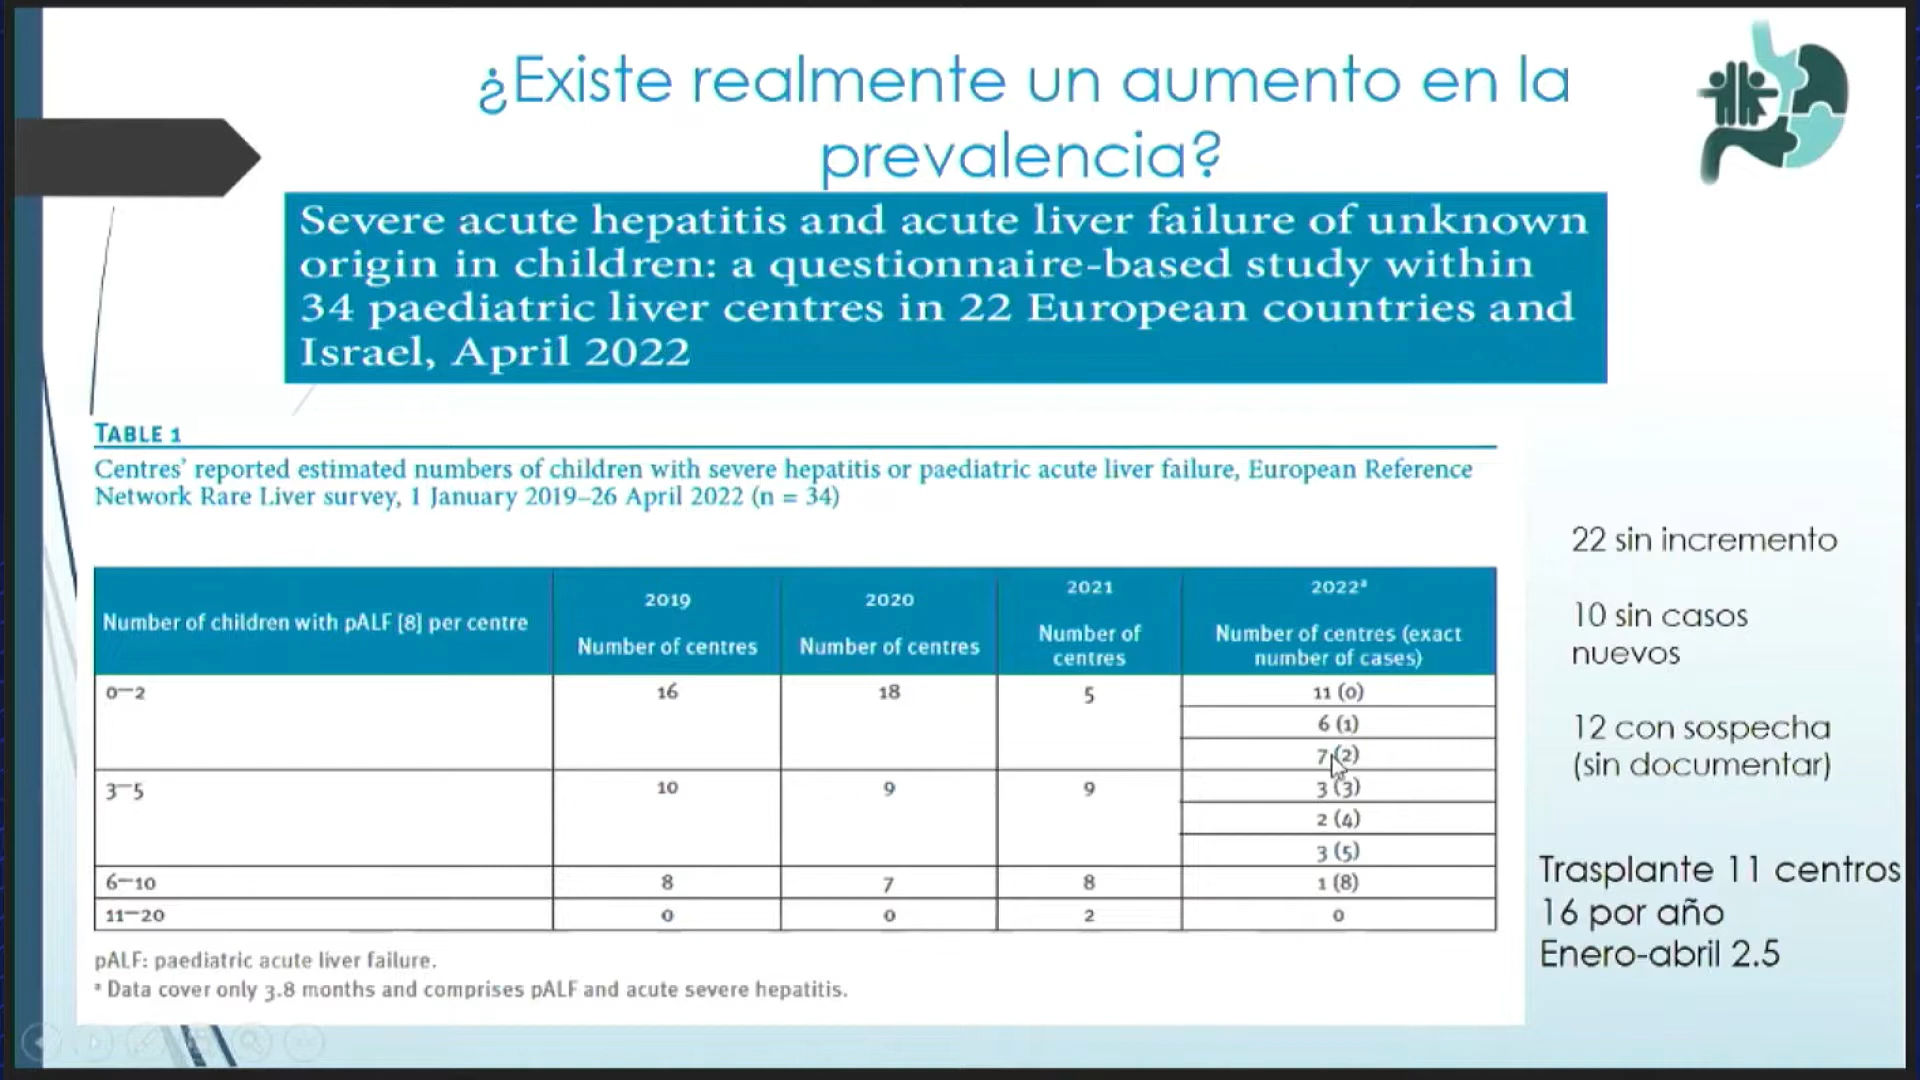 ¿Existe realmente un aumento en la
prevalencia?
Severe acute hepatitis and acute liver failure of unknown
origin in children: a questionnaire-based study within
34 paediatric liver centres in 22 European countries and
Israel, April 2022
TABLE 1
Centres' reported estimated numbers of children with severe hepatitis or paediatric acute liver failure, European Reference
Network Rare Liver survey, 1 January 2019–26 April 2022 (n = 34)
Number of children with pALF [8] per centre
2019
Number of centres
2020
Number of centres
2021
Number of
centres
2022ª
Number of centres (exact
number of cases)
0–2 16 18 5 11 (0)
6 (1)
7 (2)
3–5 10 9 9 3 (3)
2 (4)
3 (5)
6–10 8 7 8 1 (8)
11–20 0 0 2 0
pALF: paediatric acute liver failure.
ª Data cover only 3.8 months and comprises pALF and acute severe hepatitis.
22 sin incremento
10 sin casos
nuevos
12 con sospecha
(sin documentar)
Trasplante 11 centros
16 por año
Enero-abril 2.5